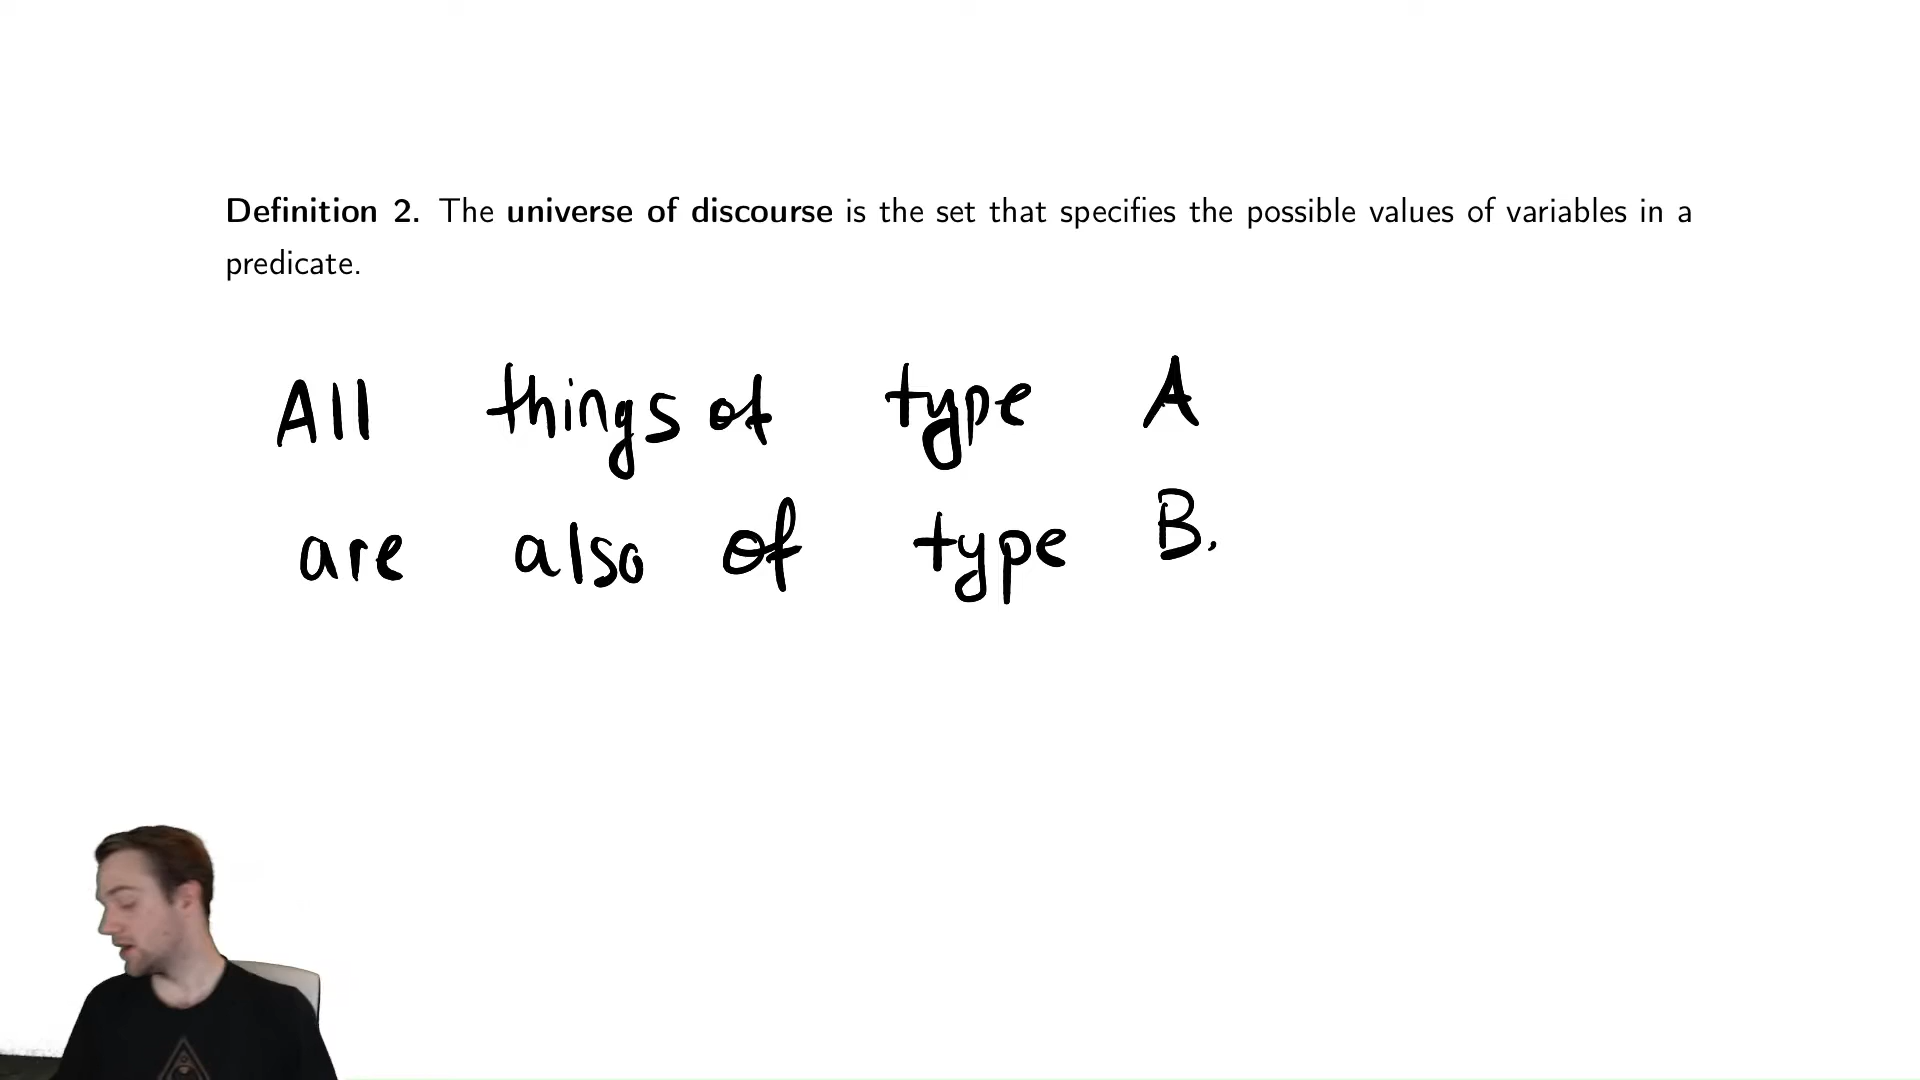 Definition 2. The universe of discourse is the set that specifies the possible values of variables in a
predicate.
All things of type A
are also of type B.